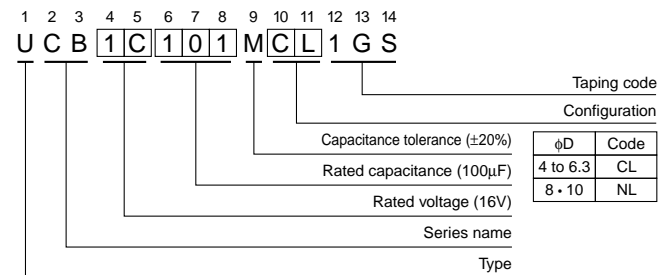 1 2 3 4 5 6 7 8 9 10 11 12 13 14
U C B 1 C 1 0 1 M C L 1 G S
Taping code
Configuration
Capacitance tolerance (±20%)
Rated capacitance (100µF)
Rated voltage (16V)
Series name
Type
ϕD Code
4 to 6.3 CL
8 • 10 NL